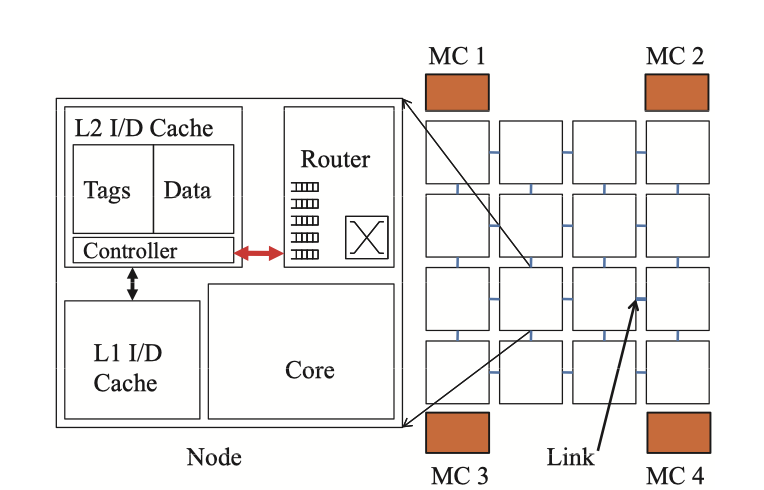 MC 1
MC 2
L2 I/D Cache
Tags
Data
Controller
Router
L1 I/D
Cache
Core
Node
Link
MC 3
MC 4